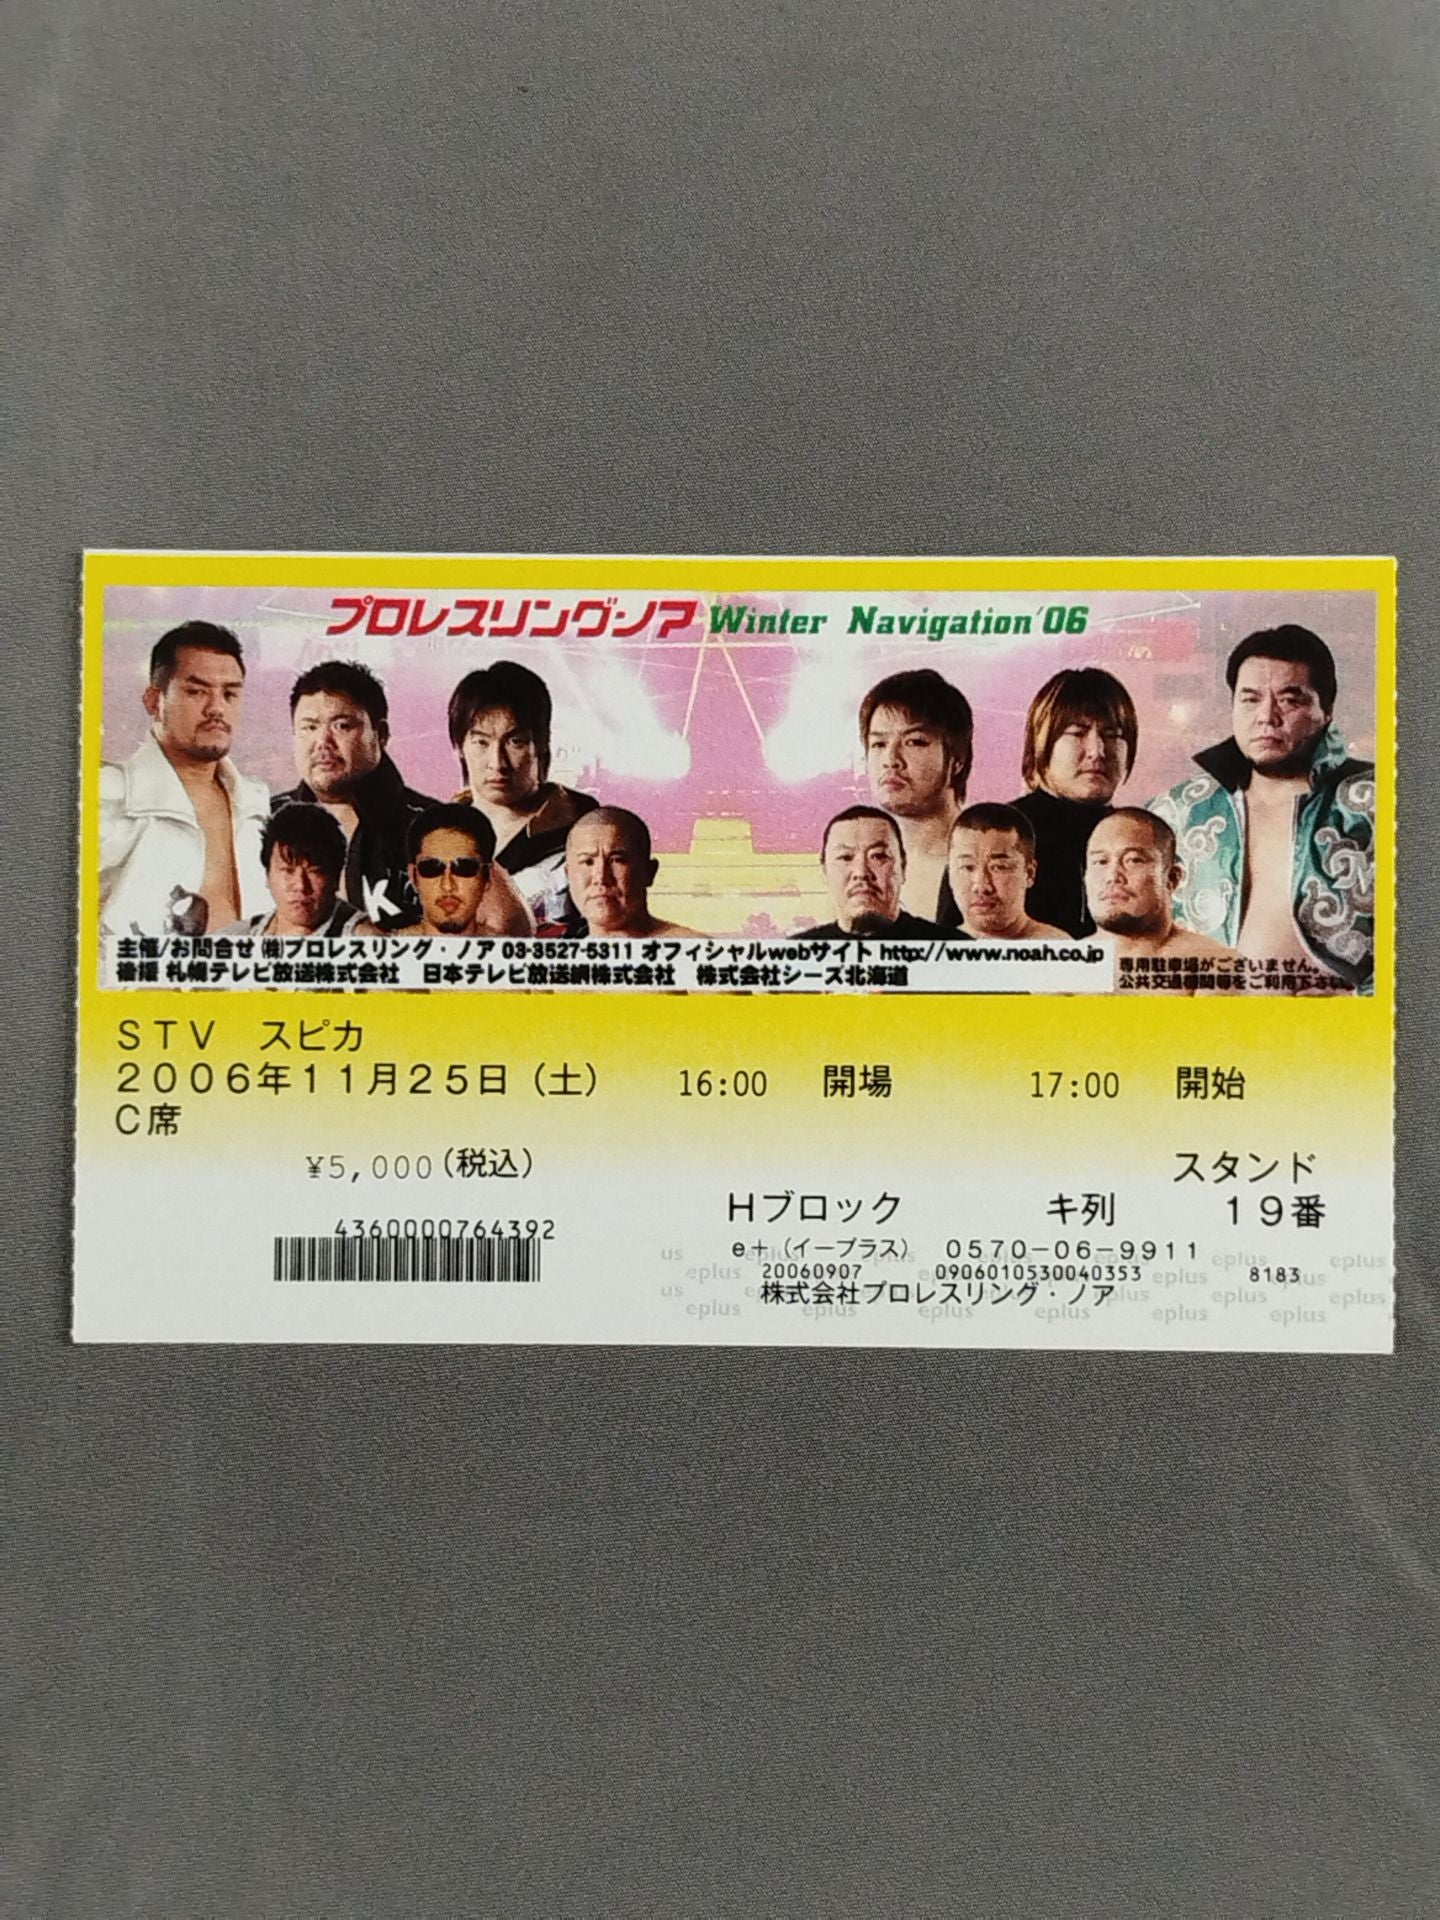 プロレスリング・ノア Winter Navigation'06
K
主催/お問合せ ㈱プロレスリング・ノア 03-3527-5311 オフィシャルwebサイト http://www.noah.co.jp
後援 札幌テレビ放送株式会社 日本テレビ放送網株式会社 株式会社シーズ北海道
専用駐車場がございません。
公共交通機関等をご利用下さい。
STV スピカ
2006年11月25日(土) 16:00 開場 17:00 開始
C席
¥5,000(税込)
スタンド
Hブロック キ列 19番
4360000764392
e+(イープラス) 0570-06-9911
20060907 0906010530040353 8183
株式会社プロレスリング・ノア